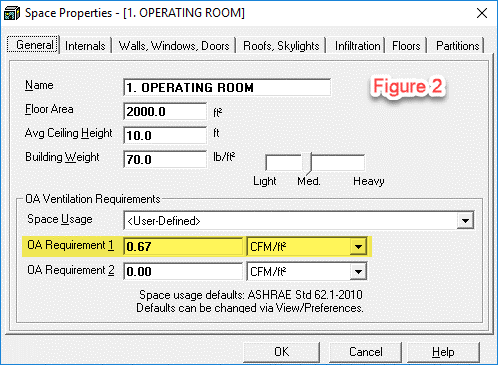 Space Properties - [1. OPERATING ROOM]
General Internals Walls, Windows, Doors Roofs, Skylights Infiltration Floors Partitions
Name 1. OPERATING ROOM
Figure 2
Floor Area 2000.0 ft²
Avg Ceiling Height 10.0 ft
Building Weight 70.0 lb/ft²
Light Med. Heavy
OA Ventilation Requirements
Space Usage <User-Defined>
OA Requirement 1 0.67 CFM/ft²
OA Requirement 2 0.00 CFM/ft²
Space usage defaults: ASHRAE Std 62.1-2010
Defaults can be changed via View/Preferences.
OK Cancel Help